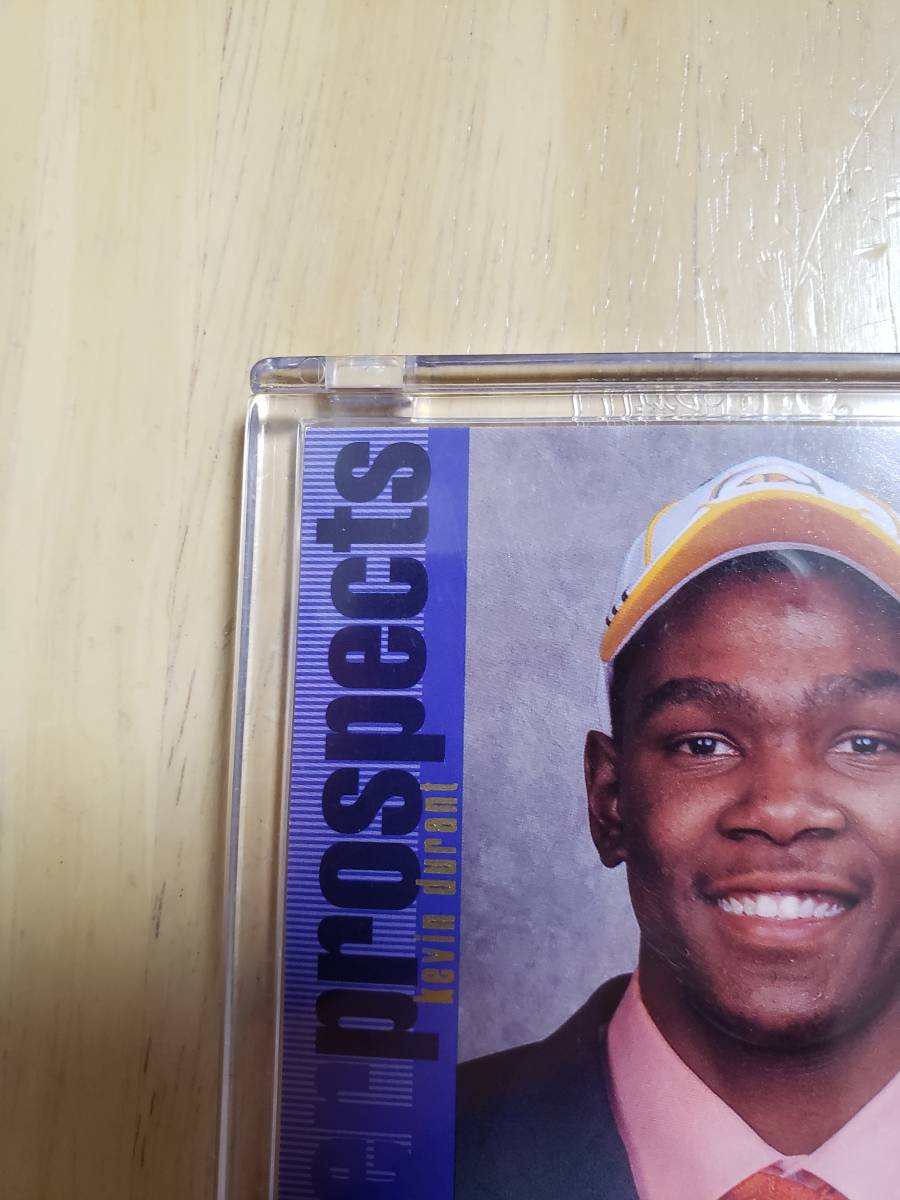 prospects
kevin durant